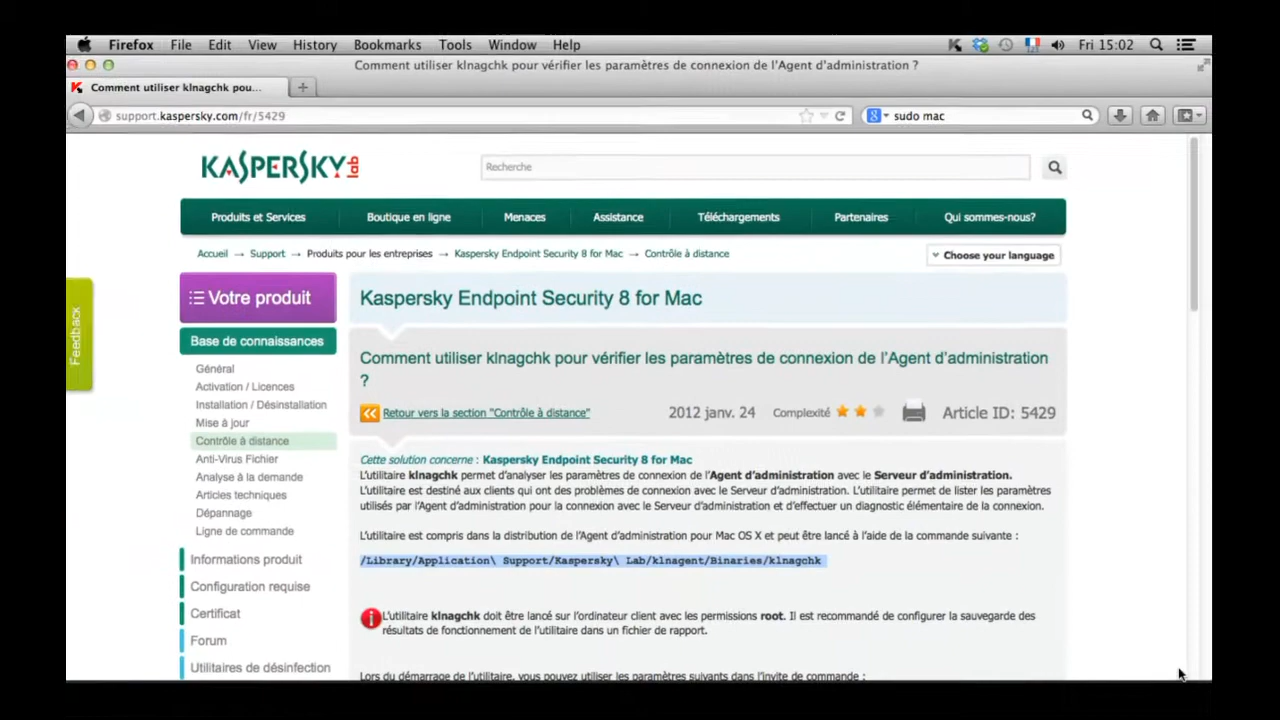 Firefox File Edit View History Bookmarks Tools Window Help Fri 15:02
Comment utiliser klnagchk pour vérifier les paramètres de connexion de l'Agent d'administration ?
Comment utiliser klnagchk pou...
support.kaspersky.com/fr/5429 sudo mac
KASPERSKY lab
Recherche
Produits et Services Boutique en ligne Menaces Assistance Téléchargements Partenaires Qui sommes-nous?
Accueil → Support → Produits pour les entreprises → Kaspersky Endpoint Security 8 for Mac → Contrôle à distance
Choose your language
Feedback
Votre produit
Base de connaissances
Général
Activation / Licences
Installation / Désinstallation
Mise à jour
Contrôle à distance
Anti-Virus Fichier
Analyse à la demande
Articles techniques
Dépannage
Ligne de commande
Informations produit
Configuration requise
Certificat
Forum
Utilitaires de désinfection
Kaspersky Endpoint Security 8 for Mac
Comment utiliser klnagchk pour vérifier les paramètres de connexion de l'Agent d'administration
?
Retour vers la section "Contrôle à distance" 2012 janv. 24 Complexité Article ID: 5429
Cette solution concerne : Kaspersky Endpoint Security 8 for Mac
L'utilitaire klnagchk permet d'analyser les paramètres de connexion de l'Agent d'administration avec le Serveur d'administration.
L'utilitaire est destiné aux clients qui ont des problèmes de connexion avec le Serveur d'administration. L'utilitaire permet de lister les paramètres
utilisés par l'Agent d'administration pour la connexion avec le Serveur d'administration et d'effectuer un diagnostic élémentaire de la connexion.
L'utilitaire est compris dans la distribution de l'Agent d'administration pour Mac OS X et peut être lancé à l'aide de la commande suivante :
/Library/Application\ Support/Kaspersky\ Lab/klnagent/Binaries/klnagchk
L'utilitaire klnagchk doit être lancé sur l'ordinateur client avec les permissions root. Il est recommandé de configurer la sauvegarde des
résultats de fonctionnement de l'utilitaire dans un fichier de rapport.
Lors du démarrage de l'utilitaire, vous pouvez utiliser les paramètres suivants dans l'invite de commande :